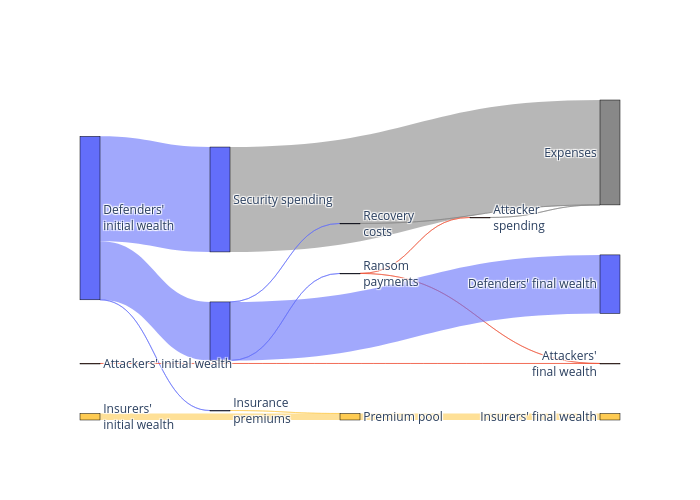 Expenses
Security spending
Defenders'
initial wealth
Recovery
costs
Attacker
spending
Ransom
payments
Defenders' final wealth
Attackers' initial wealth
Attackers'
final wealth
Insurers'
initial wealth
Insurance
premiums
Premium pool
Insurers' final wealth